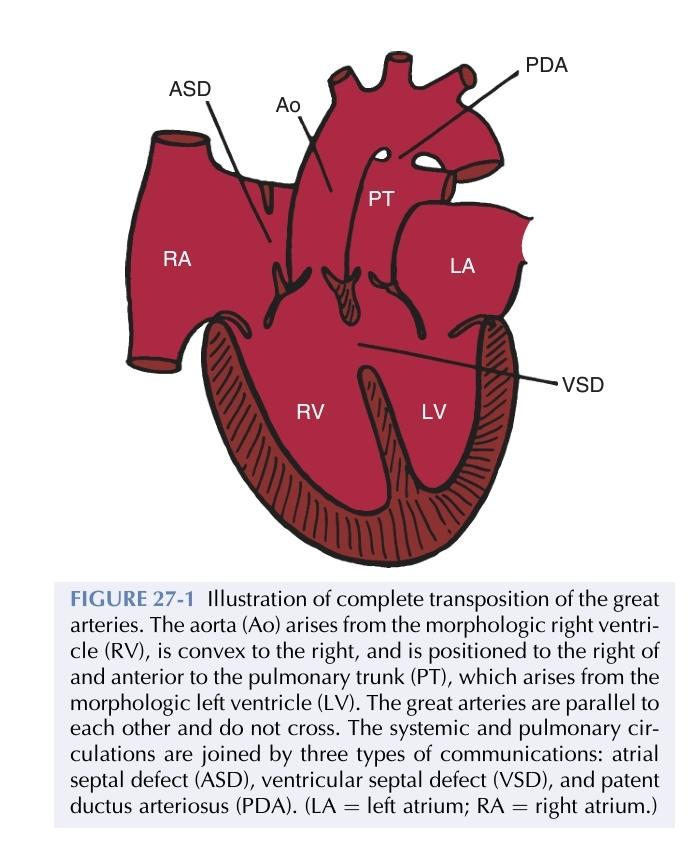 PDA
ASD
Ao
PT
RA
LA
VSD
RV
LV
FIGURE 27-1 Illustration of complete transposition of the great
arteries. The aorta (Ao) arises from the morphologic right ventri-
cle (RV), is convex to the right, and is positioned to the right of
and anterior to the pulmonary trunk (PT), which arises from the
morphologic left ventricle (LV). The great arteries are parallel to
each other and do not cross. The systemic and pulmonary cir-
culations are joined by three types of communications: atrial
septal defect (ASD), ventricular septal defect (VSD), and patent
ductus arteriosus (PDA). (LA = left atrium; RA = right atrium.)